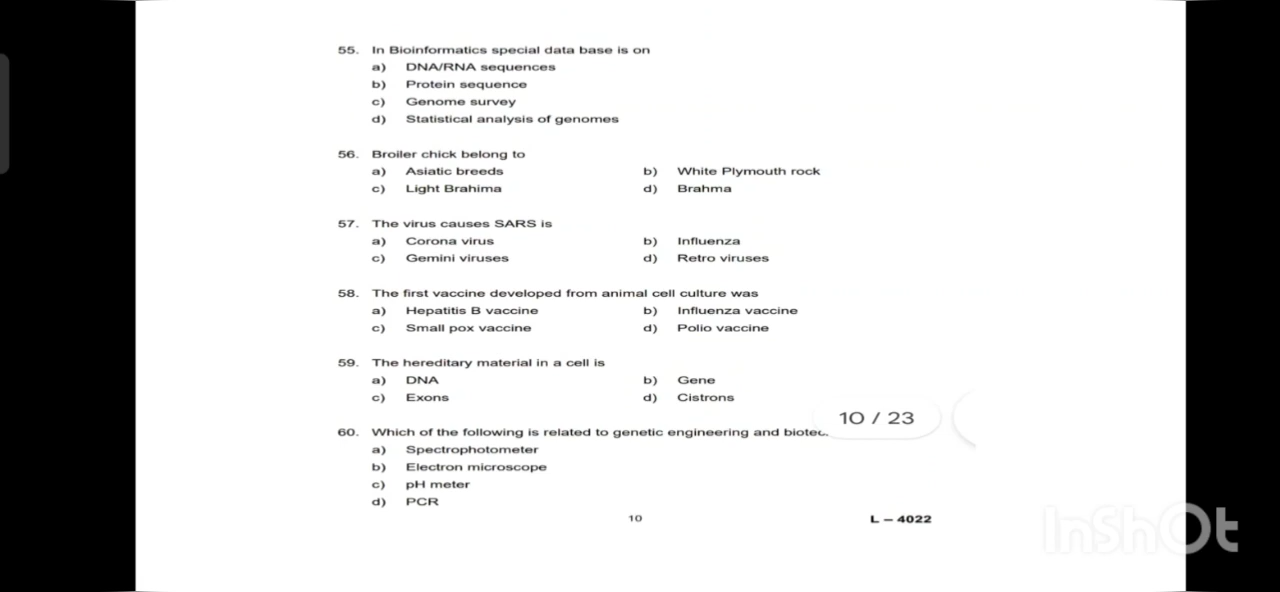 55. In Bioinformatics special data base is on
a) DNA/RNA sequences
b) Protein sequence
c) Genome survey
d) Statistical analysis of genomes
56. Broiler chick belong to
a) Asiatic breeds b) White Plymouth rock
c) Light Brahima d) Brahma
57. The virus causes SARS is
a) Corona virus b) Influenza
c) Gemini viruses d) Retro viruses
58. The first vaccine developed from animal cell culture was
a) Hepatitis B vaccine b) Influenza vaccine
c) Small pox vaccine d) Polio vaccine
59. The hereditary material in a cell is
a) DNA b) Gene
c) Exons d) Cistrons
10 / 23
60. Which of the following is related to genetic engineering and
a) Spectrophotometer
b) Electron microscope
c) pH meter
d) PCR
10 L – 4022
InShOt